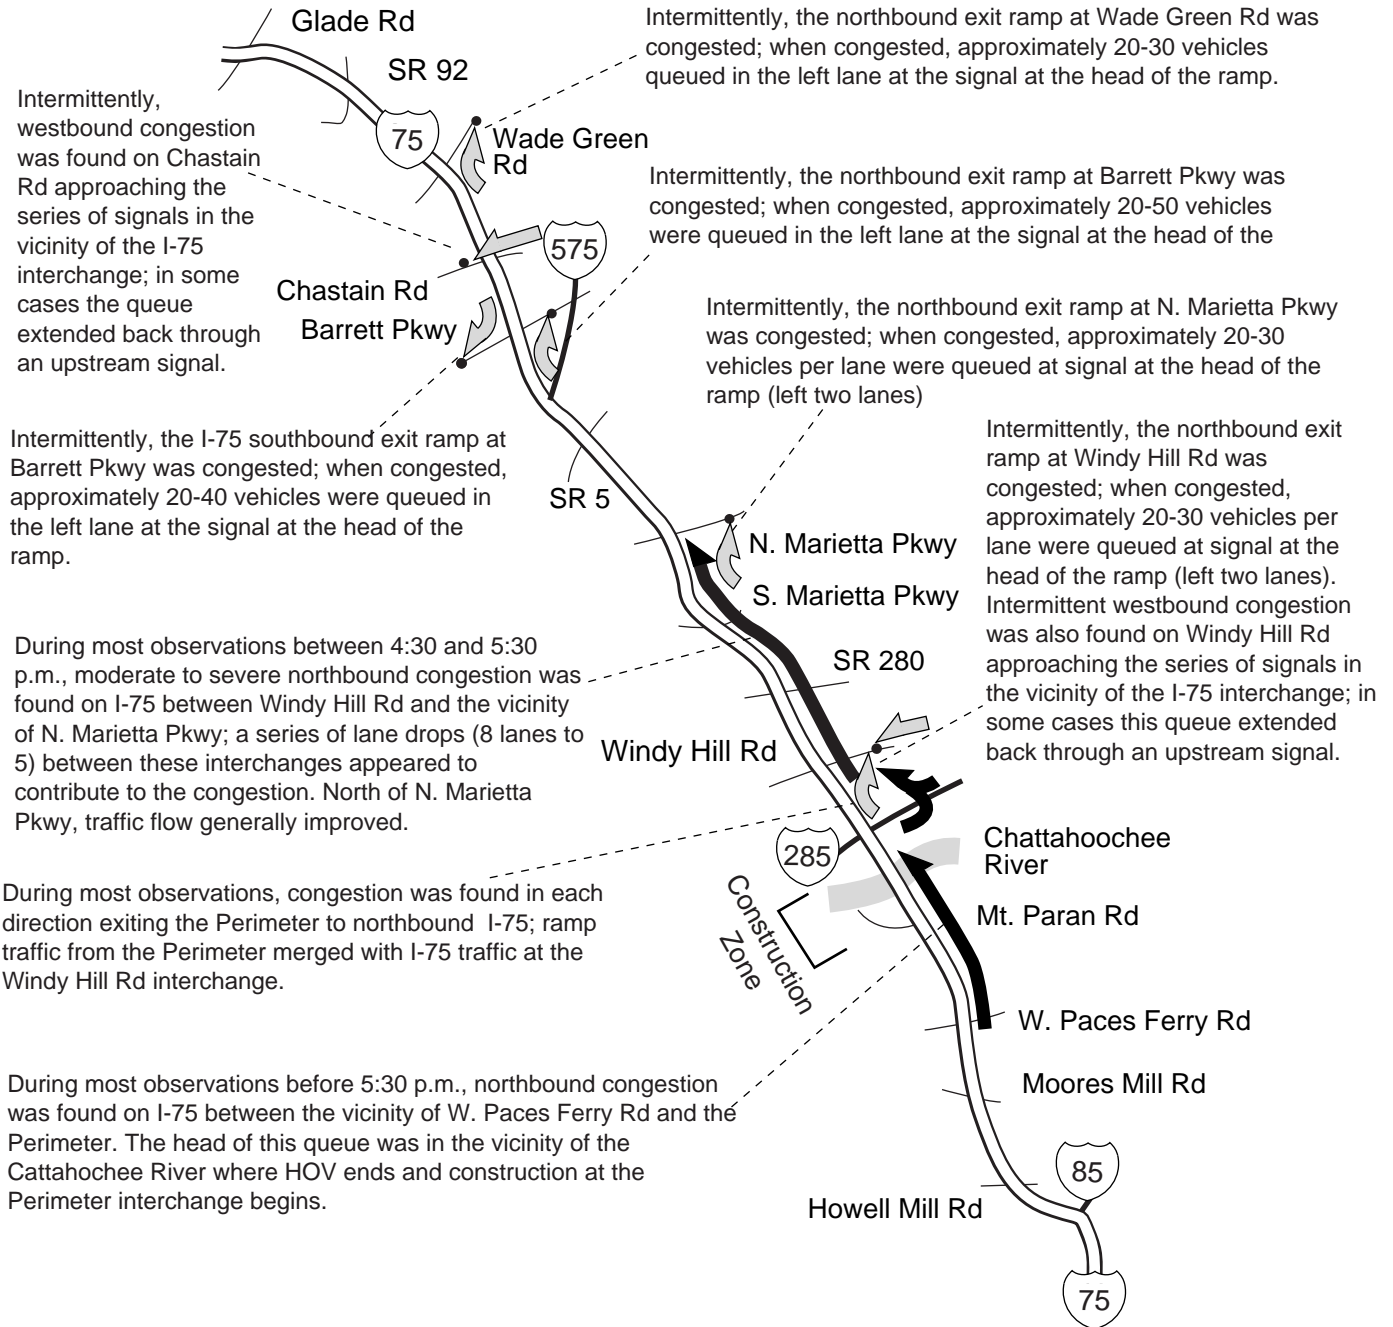 Glade Rd
SR 92
75
Wade Green
Rd
Intermittently, the northbound exit ramp at Wade Green Rd was
congested; when congested, approximately 20-30 vehicles
queued in the left lane at the signal at the head of the ramp.
Intermittently,
westbound congestion
was found on Chastain
Rd approaching the
series of signals in the
vicinity of the I-75
interchange; in some
cases the queue
extended back through
an upstream signal.
Intermittently, the northbound exit ramp at Barrett Pkwy was
congested; when congested, approximately 20-50 vehicles
were queued in the left lane at the signal at the head of the
575
Chastain Rd
Barrett Pkwy
Intermittently, the northbound exit ramp at N. Marietta Pkwy
was congested; when congested, approximately 20-30
vehicles per lane were queued at signal at the head of the
ramp (left two lanes)
Intermittently, the I-75 southbound exit ramp at
Barrett Pkwy was congested; when congested,
approximately 20-40 vehicles were queued in
the left lane at the signal at the head of the
ramp.
SR 5
Intermittently, the northbound exit
ramp at Windy Hill Rd was
congested; when congested,
approximately 20-30 vehicles per
lane were queued at signal at the
head of the ramp (left two lanes).
Intermittent westbound congestion
was also found on Windy Hill Rd
approaching the series of signals in
the vicinity of the I-75 interchange; in
some cases this queue extended
back through an upstream signal.
N. Marietta Pkwy
S. Marietta Pkwy
SR 280
During most observations between 4:30 and 5:30
p.m., moderate to severe northbound congestion was
found on I-75 between Windy Hill Rd and the vicinity
of N. Marietta Pkwy; a series of lane drops (8 lanes to
5) between these interchanges appeared to
contribute to the congestion. North of N. Marietta
Pkwy, traffic flow generally improved.
Windy Hill Rd
285
Chattahoochee
River
Construction
Zone
Mt. Paran Rd
During most observations, congestion was found in each
direction exiting the Perimeter to northbound I-75; ramp
traffic from the Perimeter merged with I-75 traffic at the
Windy Hill Rd interchange.
W. Paces Ferry Rd
Moores Mill Rd
During most observations before 5:30 p.m., northbound congestion
was found on I-75 between the vicinity of W. Paces Ferry Rd and the
Perimeter. The head of this queue was in the vicinity of the
Cattahochee River where HOV ends and construction at the
Perimeter interchange begins.
85
Howell Mill Rd
75